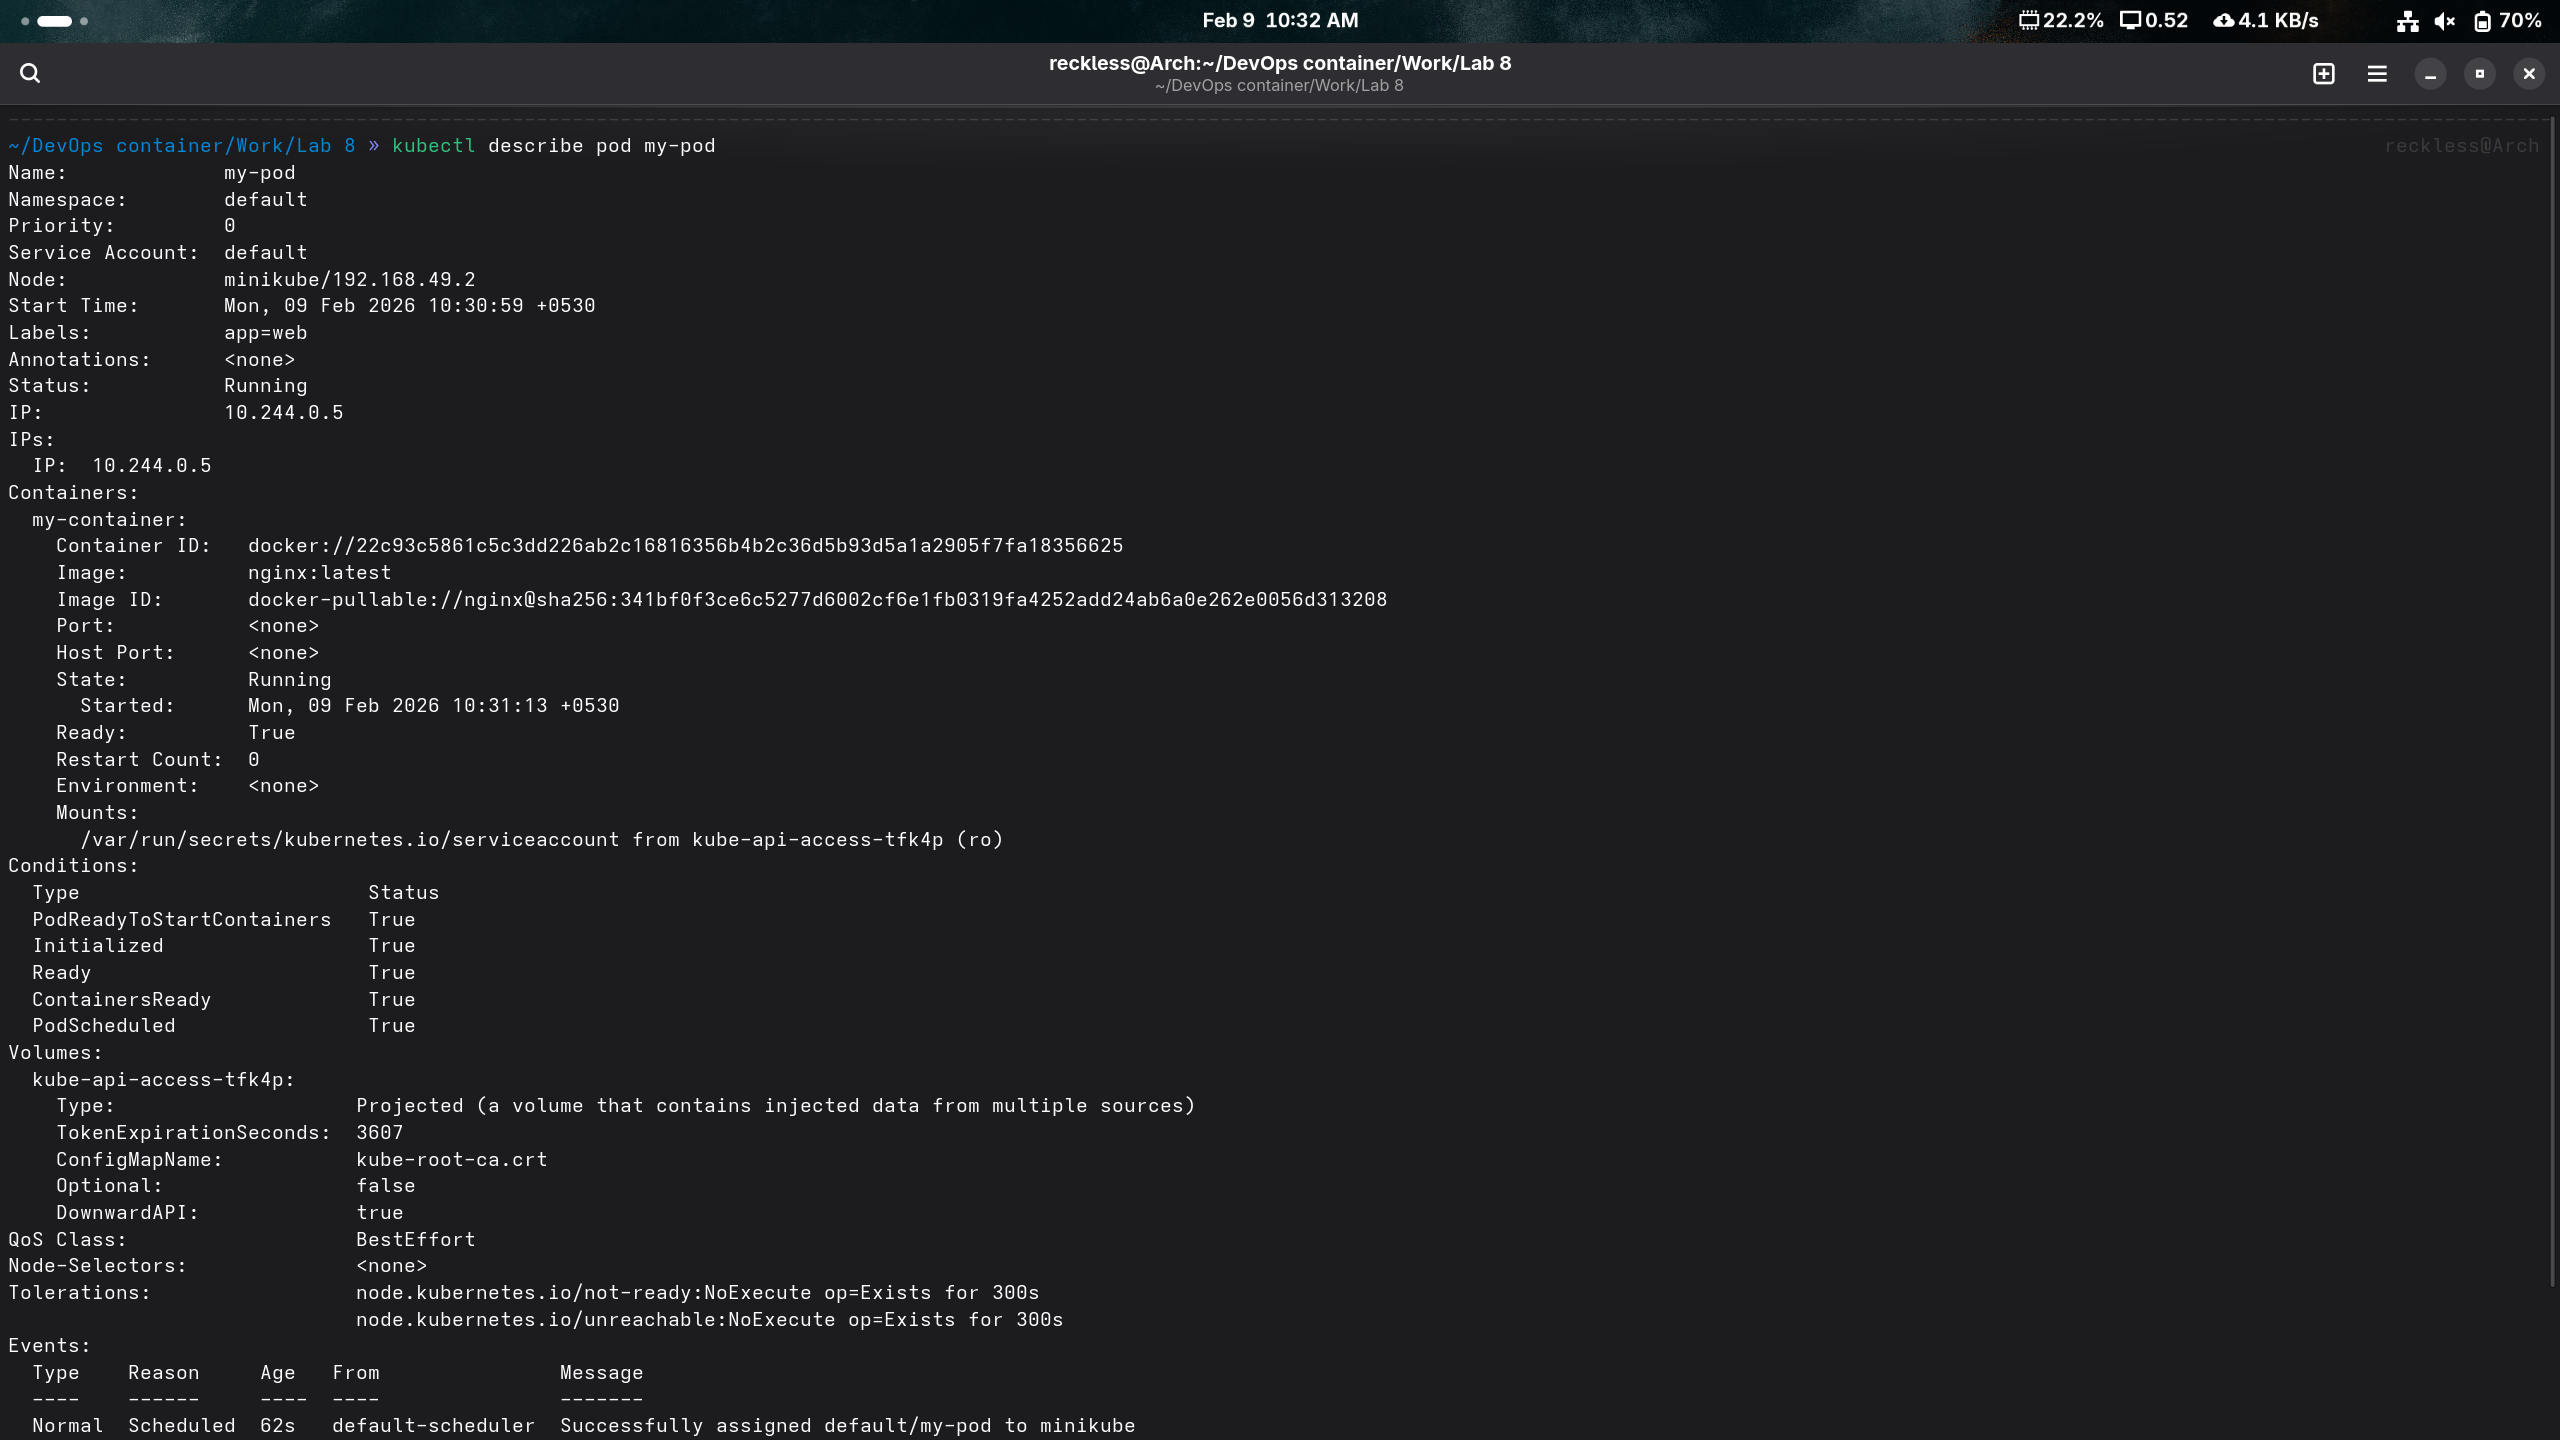 Feb 9 10:32 AM
22.2% 0.52 4.1 KB/s 70%
reckless@Arch:~/DevOps container/Work/Lab 8
~/DevOps container/Work/Lab 8
~/DevOps container/Work/Lab 8 » kubectl describe pod my-pod reckless@Arch
Name: my-pod
Namespace: default
Priority: 0
Service Account: default
Node: minikube/192.168.49.2
Start Time: Mon, 09 Feb 2026 10:30:59 +0530
Labels: app=web
Annotations: <none>
Status: Running
IP: 10.244.0.5
IPs:
IP: 10.244.0.5
Containers:
my-container:
Container ID: docker://22c93c5861c5c3dd226ab2c16816356b4b2c36d5b93d5a1a2905f7fa18356625
Image: nginx:latest
Image ID: docker-pullable://nginx@sha256:341bf0f3ce6c5277d6002cf6e1fb0319fa4252add24ab6a0e262e0056d313208
Port: <none>
Host Port: <none>
State: Running
Started: Mon, 09 Feb 2026 10:31:13 +0530
Ready: True
Restart Count: 0
Environment: <none>
Mounts:
/var/run/secrets/kubernetes.io/serviceaccount from kube-api-access-tfk4p (ro)
Conditions:
Type Status
PodReadyToStartContainers True
Initialized True
Ready True
ContainersReady True
PodScheduled True
Volumes:
kube-api-access-tfk4p:
Type: Projected (a volume that contains injected data from multiple sources)
TokenExpirationSeconds: 3607
ConfigMapName: kube-root-ca.crt
Optional: false
DownwardAPI: true
QoS Class: BestEffort
Node-Selectors: <none>
Tolerations: node.kubernetes.io/not-ready:NoExecute op=Exists for 300s
node.kubernetes.io/unreachable:NoExecute op=Exists for 300s
Events:
Type Reason Age From Message
---- ------ ---- ---- -------
Normal Scheduled 62s default-scheduler Successfully assigned default/my-pod to minikube